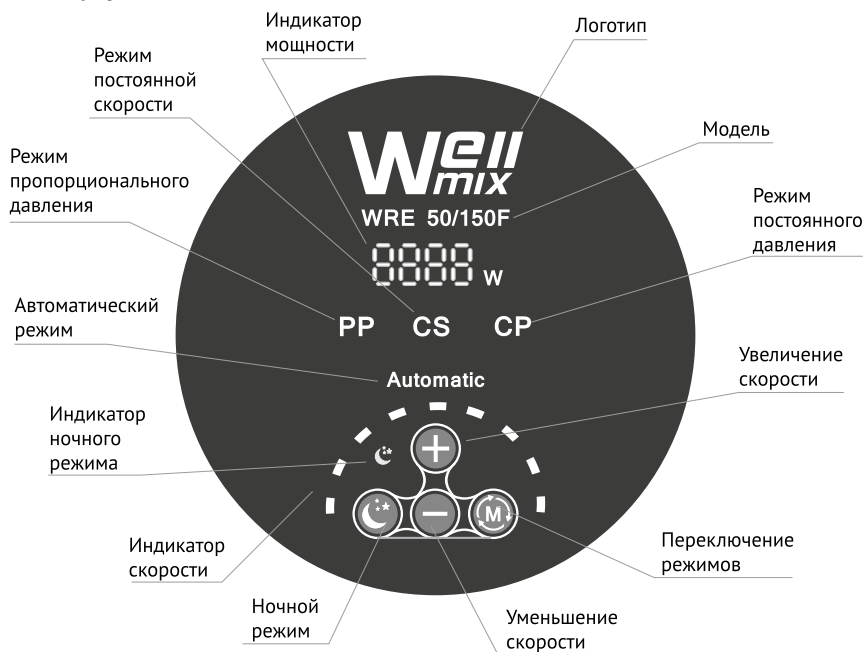 Индикатор
мощности
Логотип
Режим
постоянной
скорости
Модель
Режим
пропорционального
давления
Режим
постоянного
давления
Well
mix
WRE 50/150F
8888 W
Автоматический
режим
PP CS CP
Увеличение
скорости
Automatic
Индикатор
ночного
режима
+
− M
Индикатор
скорости
Переключение
режимов
Ночной
режим
Уменьшение
скорости